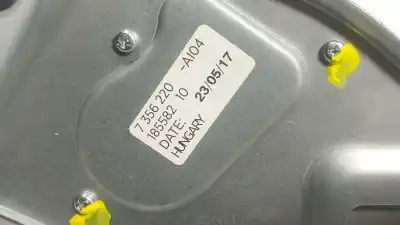 7 356 220 -AI04
185582 10
DATE: 23/05/17
HUNGARY